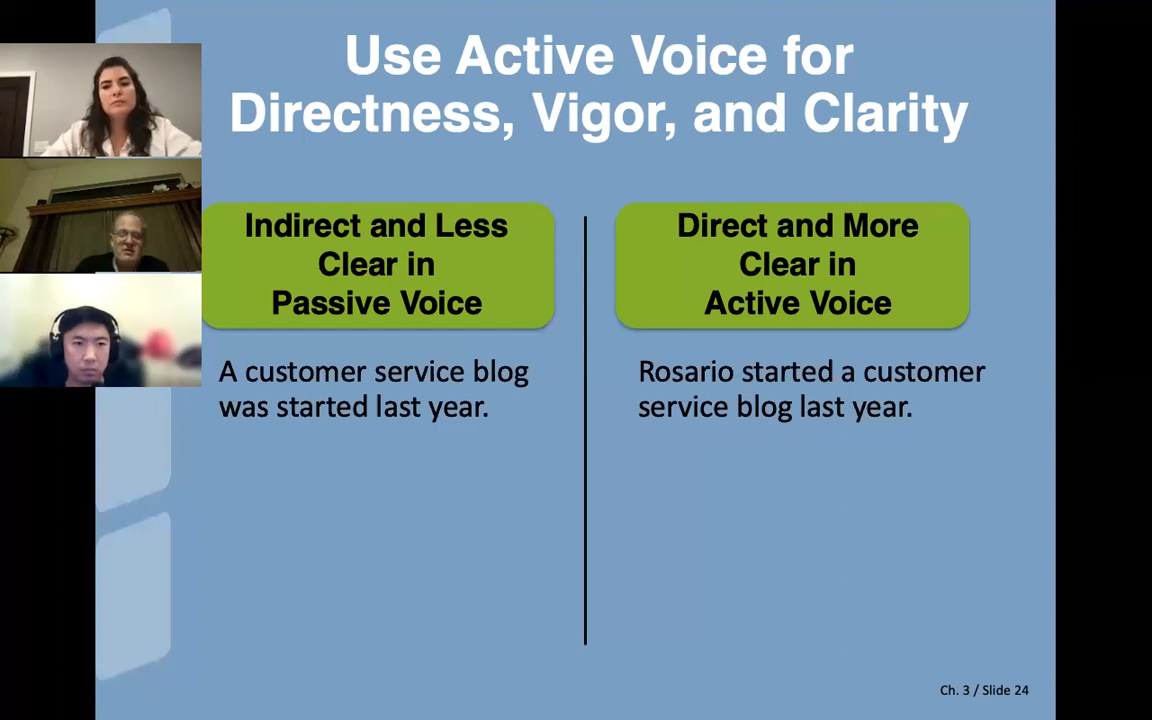 Use Active Voice for
Directness, Vigor, and Clarity
Indirect and Less
Clear in
Passive Voice
A customer service blog
was started last year.
Direct and More
Clear in
Active Voice
Rosario started a customer
service blog last year.
Ch. 3 / Slide 24